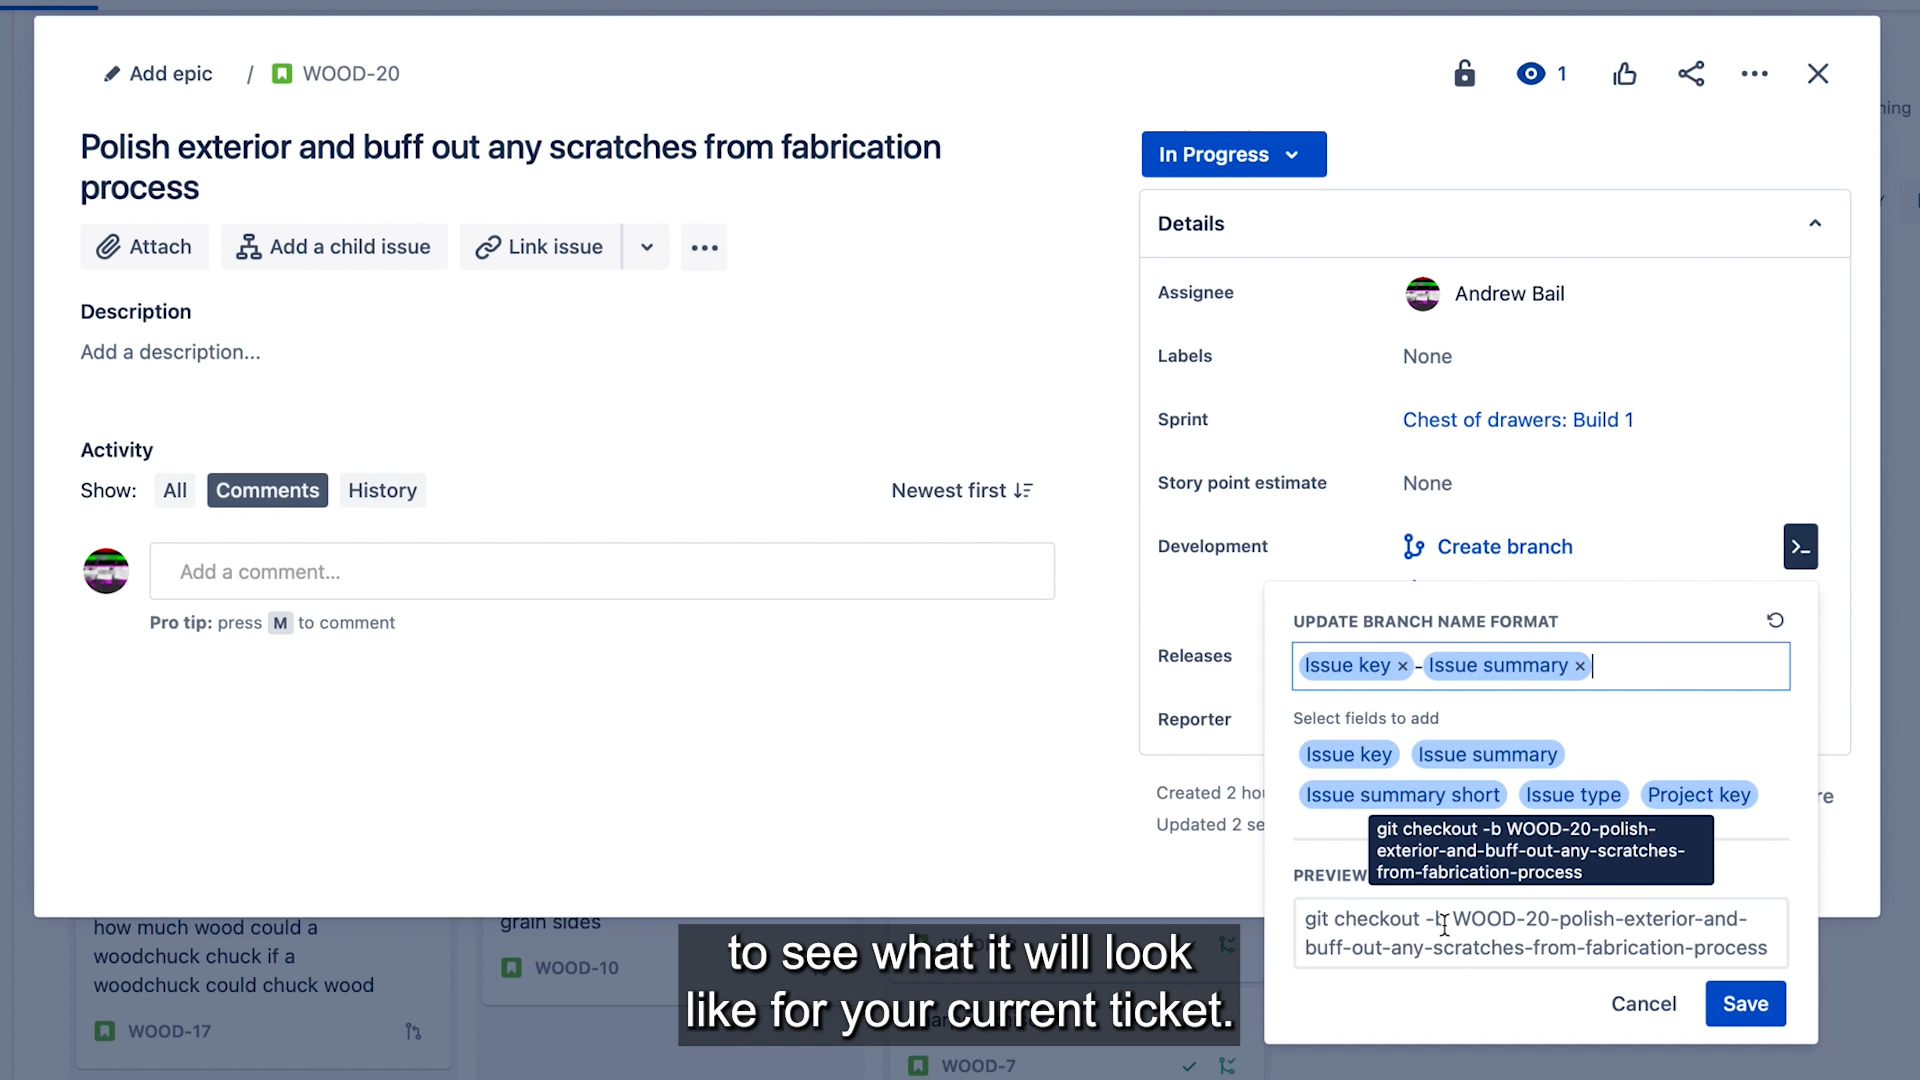 Add epic / WOOD-20
1
Polish exterior and buff out any scratches from fabrication
process
In Progress
Attach
Add a child issue
Link issue
Details
Description
Add a description...
Assignee
Andrew Bail
Labels
None
Sprint
Chest of drawers: Build 1
Story point estimate
None
Development
Create branch
Releases
Reporter
Activity
Show: All Comments History
Newest first
Add a comment...
Pro tip: press M to comment
UPDATE BRANCH NAME FORMAT
Issue key × - Issue summary ×
Select fields to add
Issue key Issue summary
Issue summary short Issue type Project key
git checkout -b WOOD-20-polish-
exterior-and-buff-out-any-scratches-
from-fabrication-process
PREVIEW
git checkout -b WOOD-20-polish-exterior-and-
buff-out-any-scratches-from-fabrication-process
Cancel
Save
Created 2
Updated 2
how much wood could a
woodchuck chuck if a
woodchuck could chuck wood
WOOD-17
grain sides
WOOD-10
WOOD-7
to see what it will look
like for your current ticket.